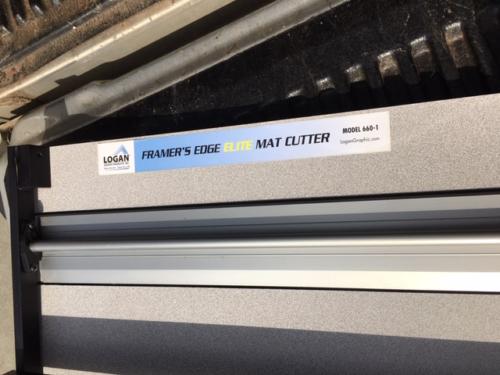 LOGAN
FRAMER'S EDGE ELITE MAT CUTTER
MODEL 660-1
LoganGraphic.com